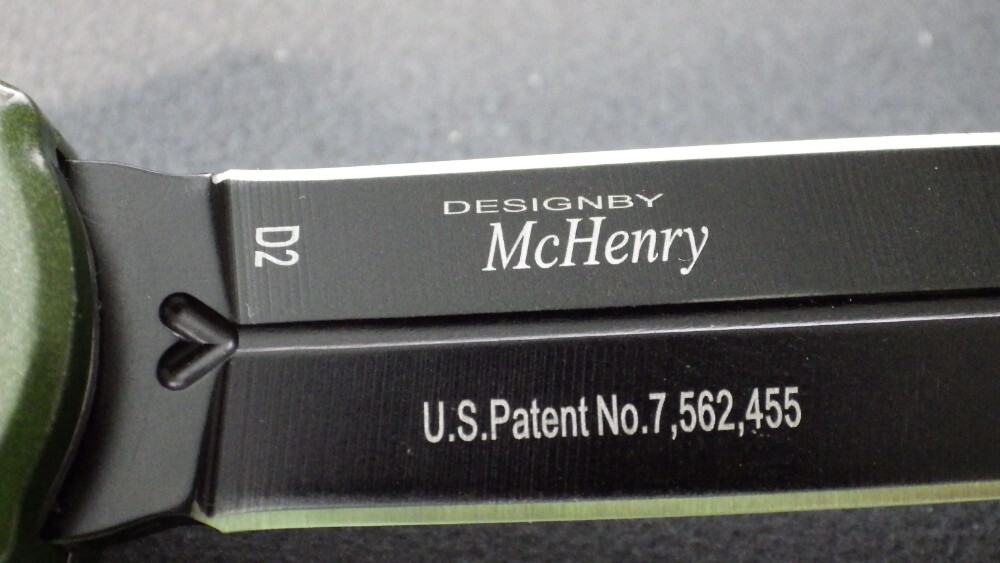 DESIGNBY
McHenry
D2
U.S.Patent No.7,562,455